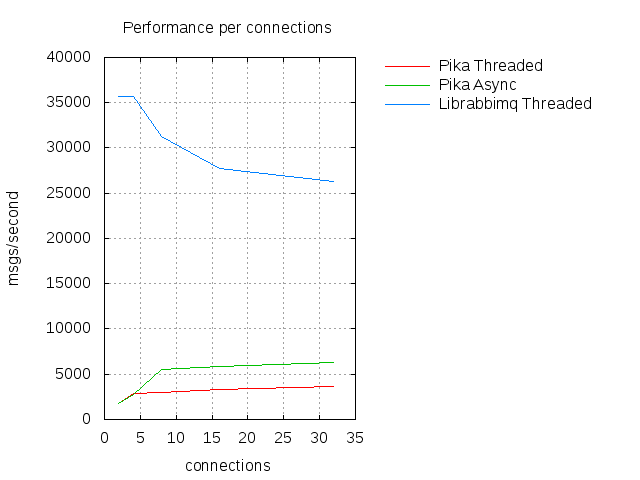 Performance per connections
40000
35000
30000
25000
20000
15000
10000
5000
0
0 5 10 15 20 25 30 35
msgs/second
connections
Pika Threaded
Pika Async
Librabbimq Threaded